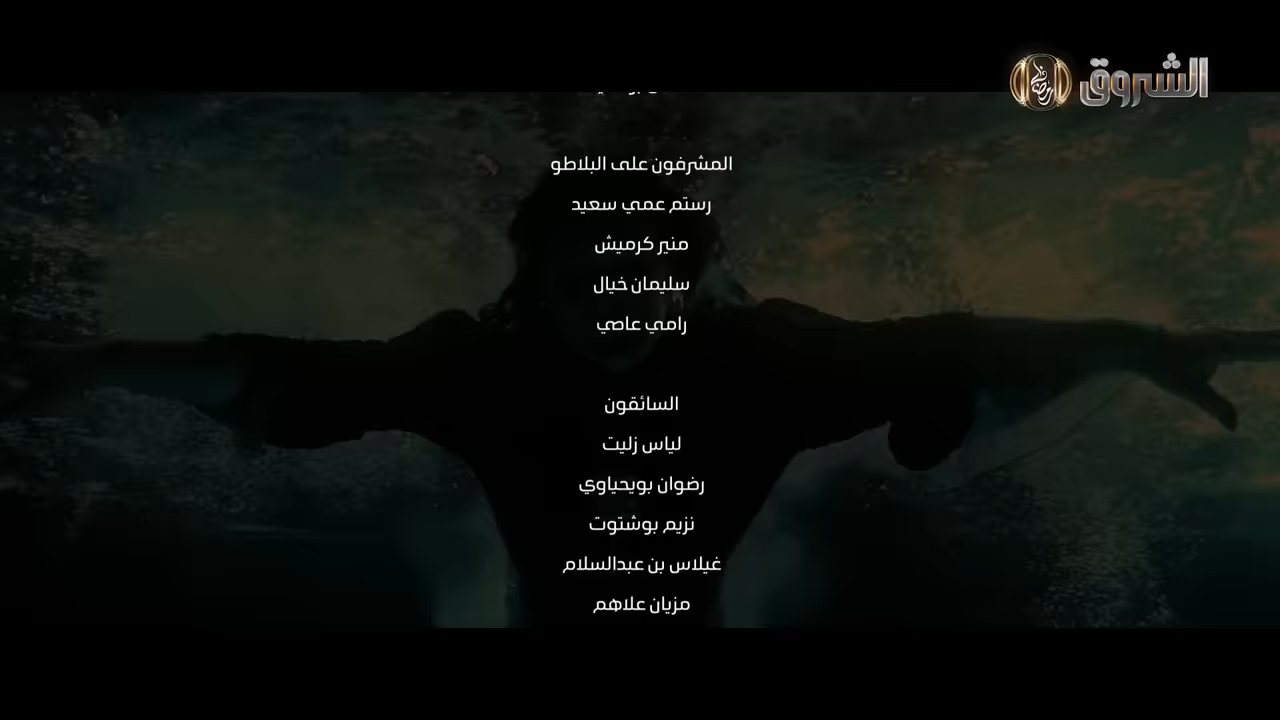 الشروق
رمضان
المشرفون على البلاطو
رستم عمي سعيد
منير كرميش
سليمان خيال
رامي عاصي
السائقون
لياس زليت
رضوان بويحياوي
نزيم بوشتوت
غيلاس بن عبدالسلام
مزيان علاهم